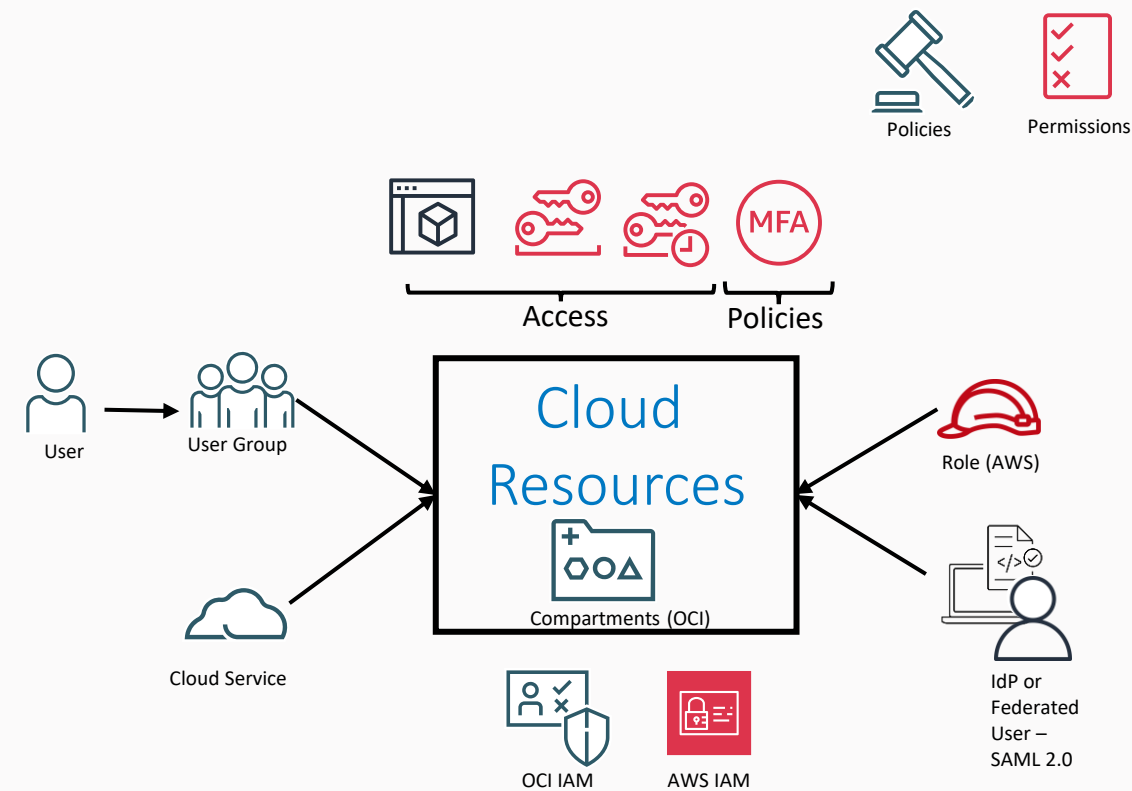 Policies
Permissions
MFA
Access
Policies
Cloud
Resources
Compartments (OCI)
User
User Group
Cloud Service
Role (AWS)
</>
IdP or
Federated
User –
SAML 2.0
OCI IAM
AWS IAM